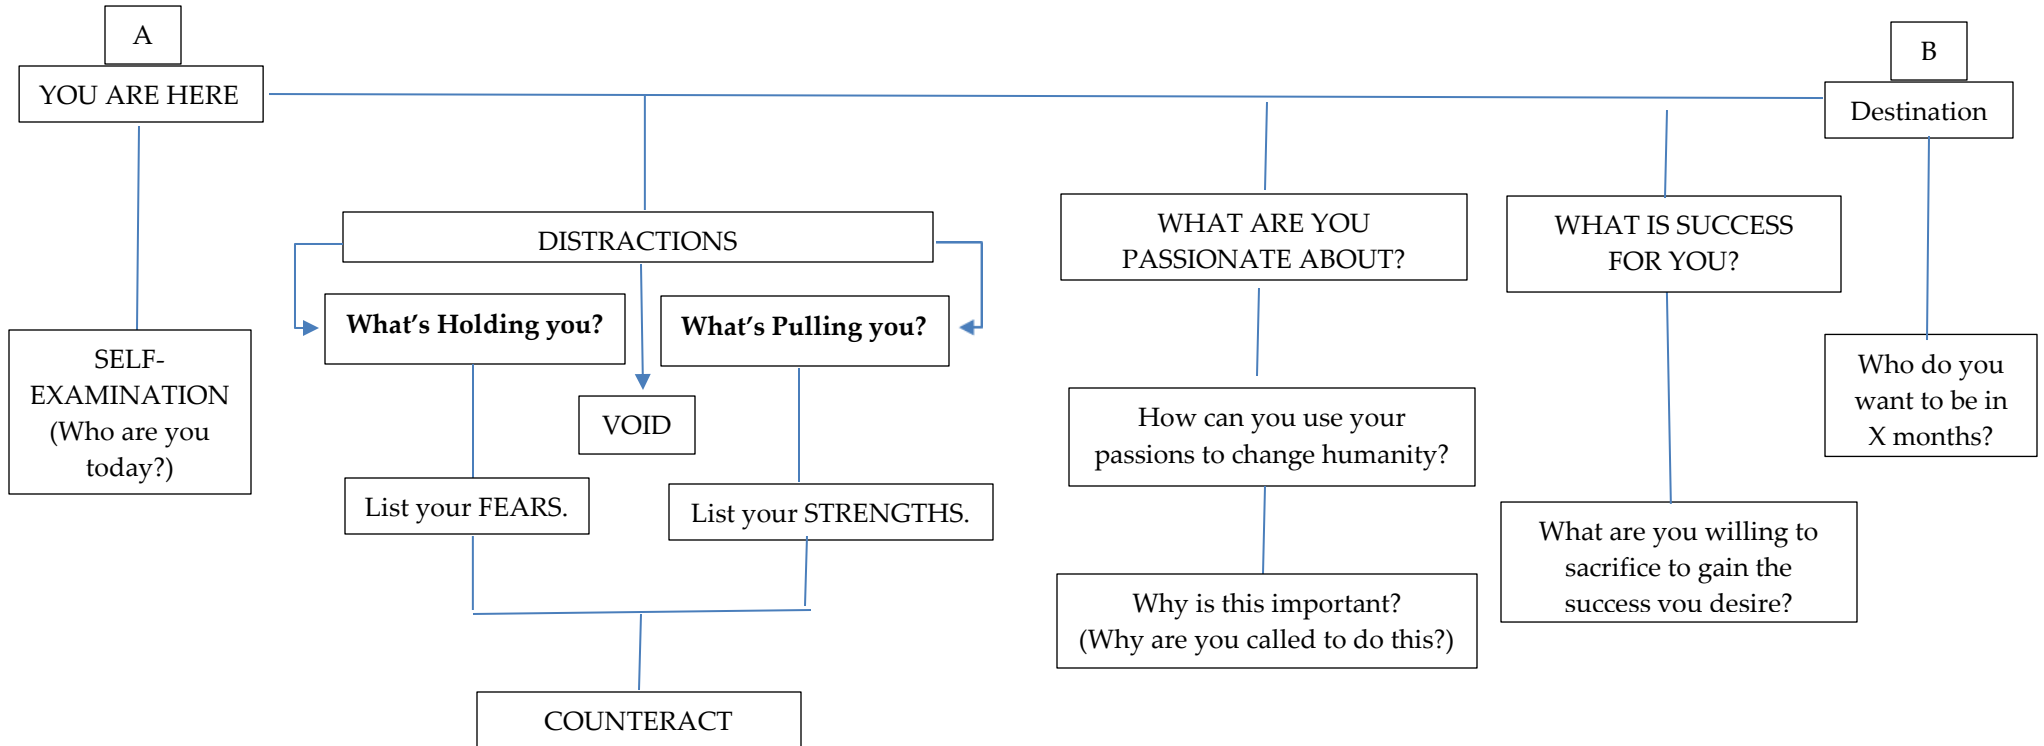 A
YOU ARE HERE
B
Destination
DISTRACTIONS
What's Holding you?
What's Pulling you?
VOID
List your FEARS.
List your STRENGTHS.
COUNTERACT
SELF-
EXAMINATION
(Who are you
today?)
WHAT ARE YOU
PASSIONATE ABOUT?
How can you use your
passions to change humanity?
Why is this important?
(Why are you called to do this?)
WHAT IS SUCCESS
FOR YOU?
What are you willing to
sacrifice to gain the
success you desire?
Who do you
want to be in
X months?